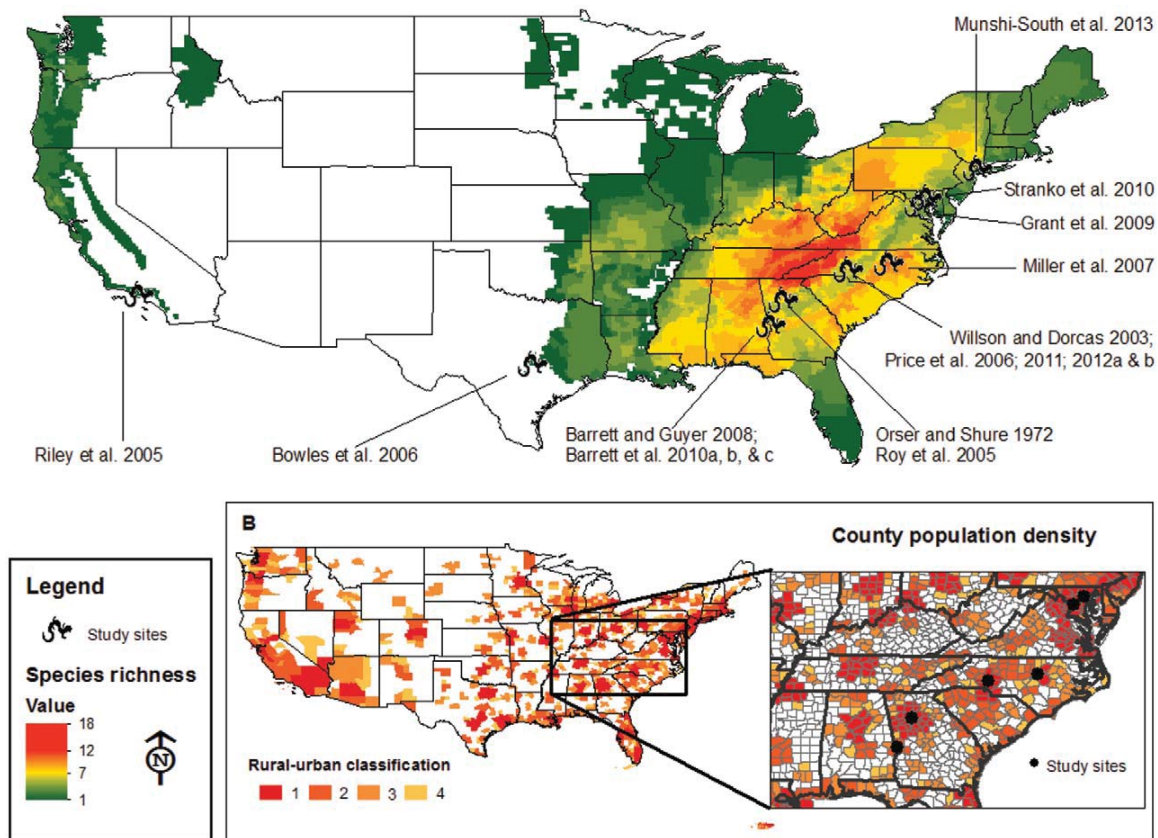 Munshi-South et al. 2013
Stranko et al. 2010
Grant et al. 2009
Miller et al. 2007
Willson and Dorcas 2003;
Price et al. 2006; 2011; 2012a & b
Orser and Shure 1972
Roy et al. 2005
Barrett and Guyer 2008;
Barrett et al. 2010a, b, & c
Bowles et al. 2006
Riley et al. 2005
Legend
Study sites
Species richness
Value
18
12
7
1
N
B
County population density
Rural-urban classification
1 2 3 4
Study sites